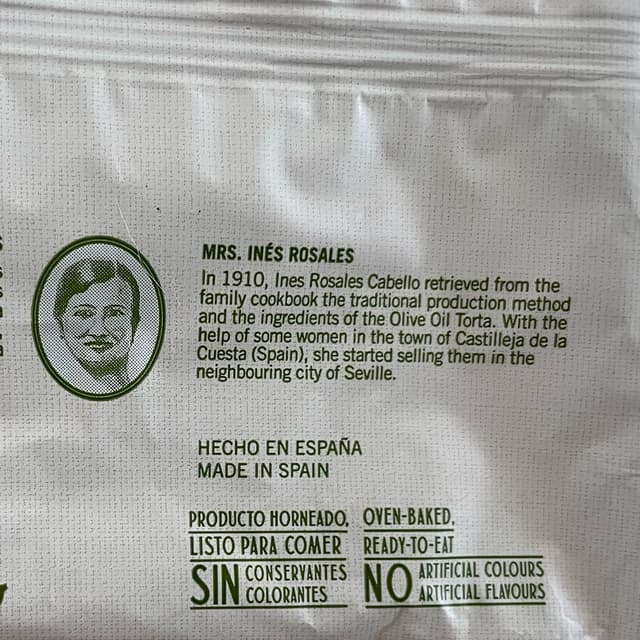 MRS. INÉS ROSALES
In 1910, Ines Rosales Cabello retrieved from the
family cookbook the traditional production method
and the ingredients of the Olive Oil Torta. With the
help of some women in the town of Castilleja de la
Cuesta (Spain), she started selling them in the
neighbouring city of Seville.
HECHO EN ESPAÑA
MADE IN SPAIN
PRODUCTO HORNEADO,
LISTO PARA COMER
SIN CONSERVANTES
COLORANTES
OVEN-BAKED,
READY-TO-EAT
NO ARTIFICIAL COLOURS
ARTIFICIAL FLAVOURS